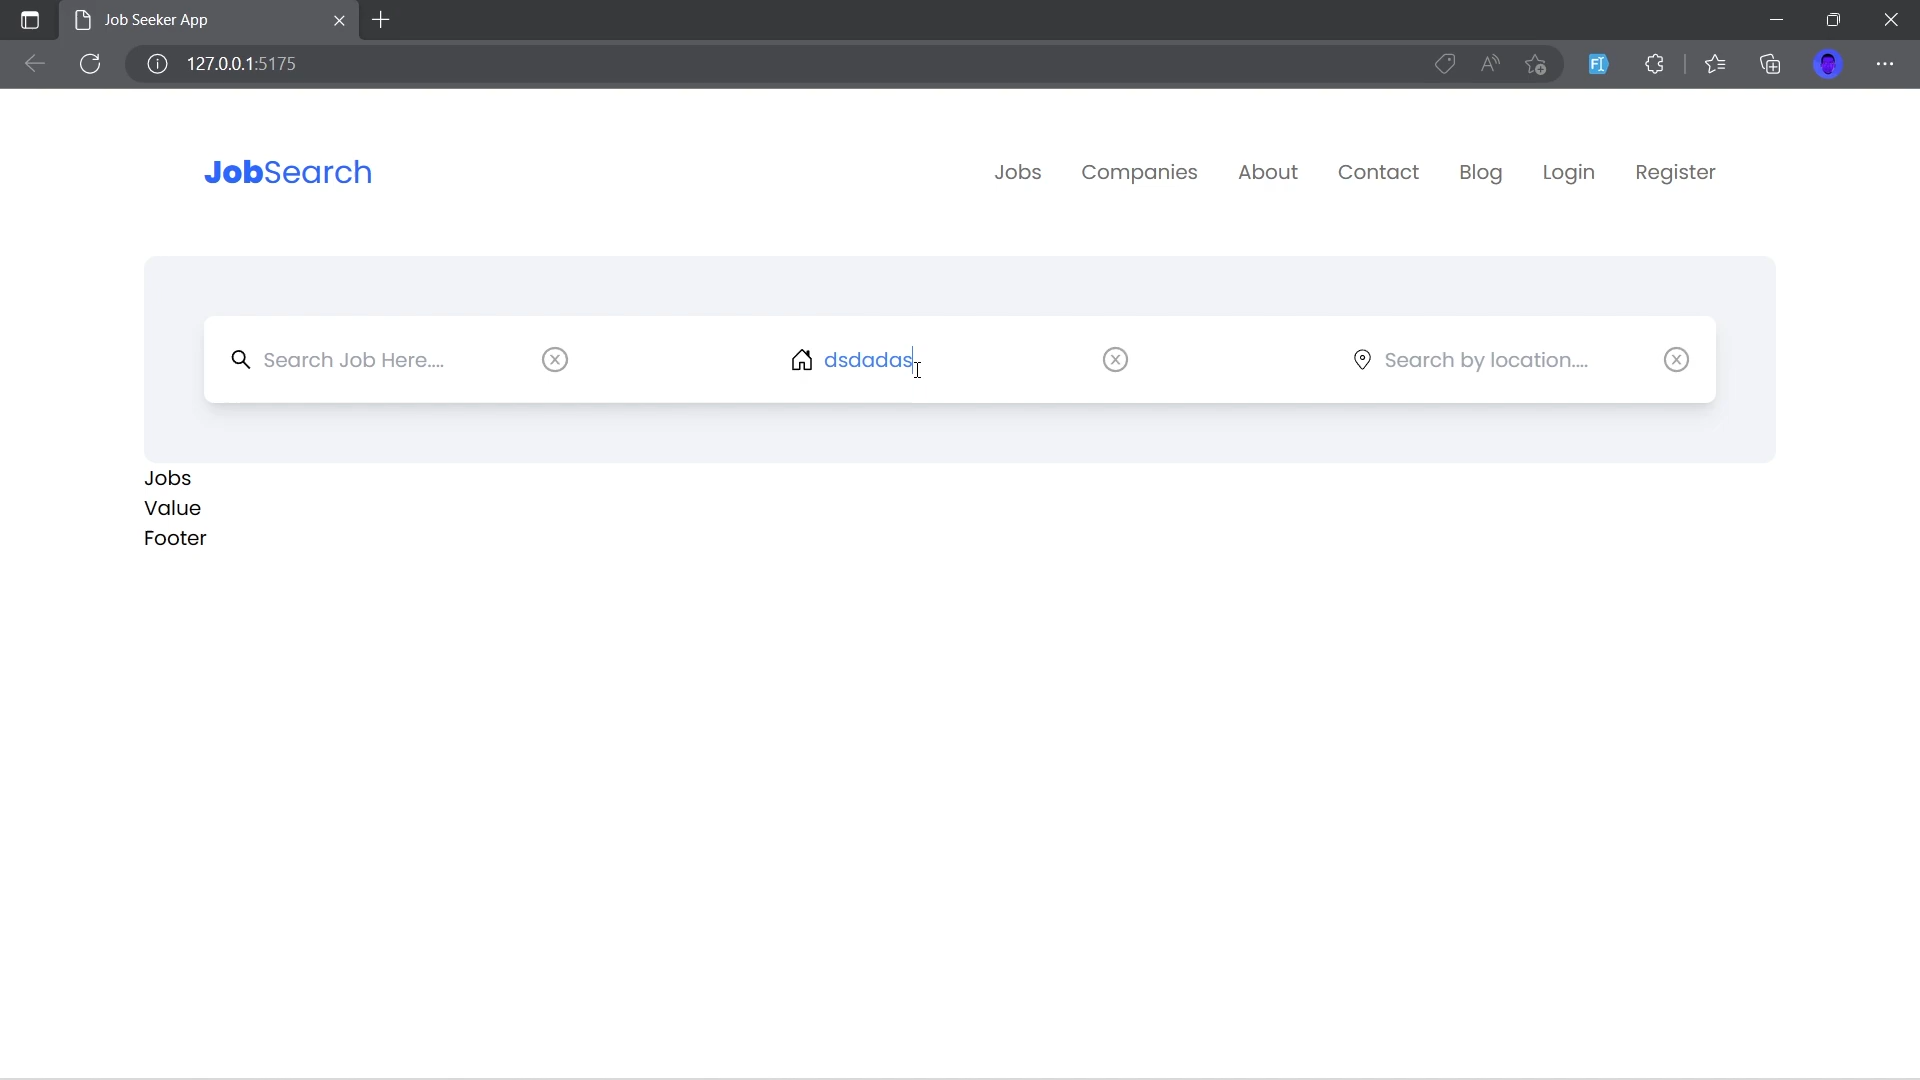 Job Seeker App
127.0.0.1:5175
JobSearch
Jobs Companies About Contact Blog Login Register
Search Job Here.... dsdadas Search by location....
Jobs
Value
Footer